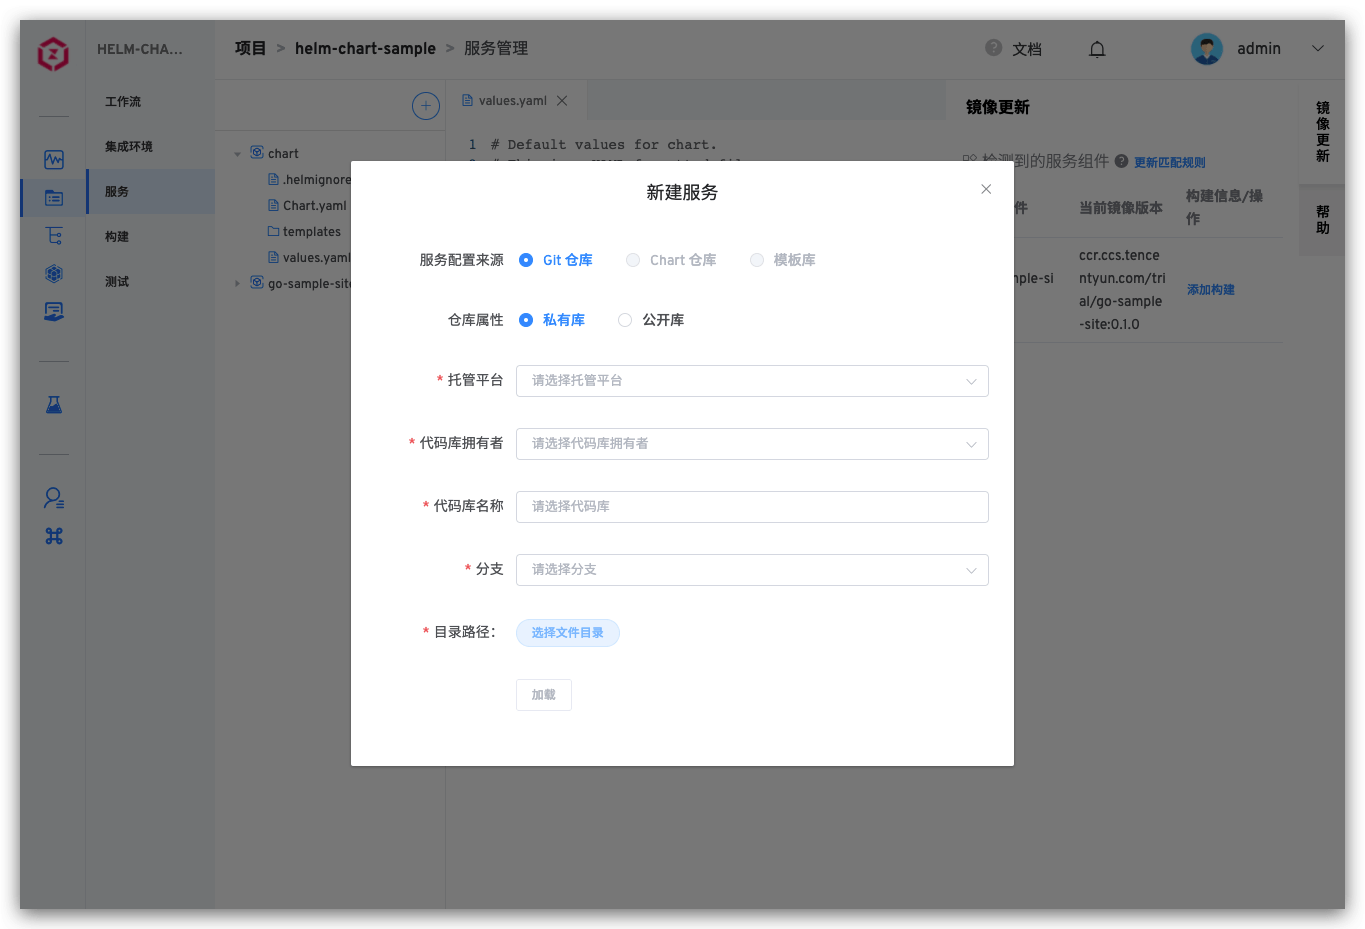 HELM-CHA...
项目 > helm-chart-sample > 服务管理
文档
admin
工作流
集成环境
服务
构建
测试
chart
.helmignore
Chart.yaml
templates
values.yaml
go-sample-site
values.yaml
1 # Default values for chart.
镜像更新
检测到的服务组件
更新匹配规则
件
当前镜像版本
构建信息/操
作
mple-si
ccr.ccs.tence
ntyun.com/tri
al/go-sample
-site:0.1.0
添加构建
镜像更新
帮助
新建服务
服务配置来源 Git 仓库 Chart 仓库 模板库
仓库属性 私有库 公开库
* 托管平台 请选择托管平台
* 代码库拥有者 请选择代码库拥有者
* 代码库名称 请选择代码库
* 分支 请选择分支
* 目录路径： 选择文件目录
加载